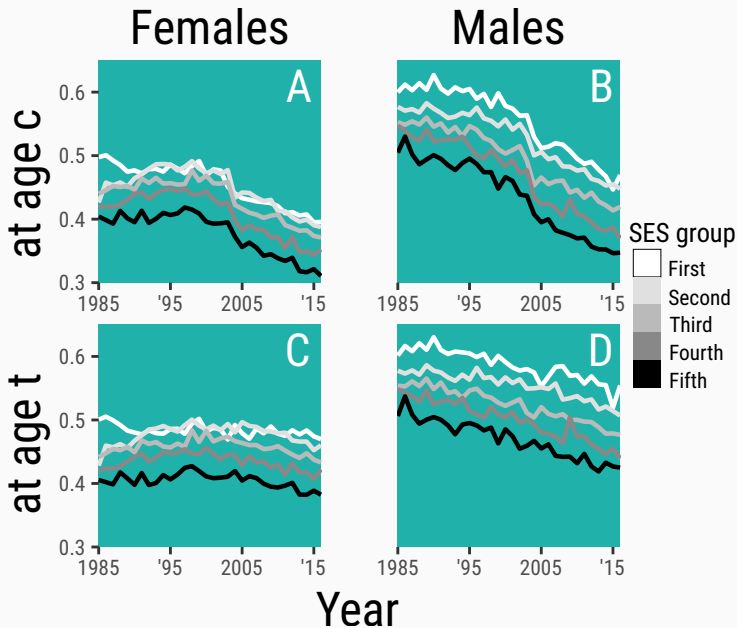 Females Males
at age c
0.6
0.5
0.4
0.3
A
1985 '95 2005 '15
B
1985 '95 2005 '15
at age t
0.6
0.5
0.4
0.3
C
1985 '95 2005 '15
D
1985 '95 2005 '15
Year
SES group
First
Second
Third
Fourth
Fifth